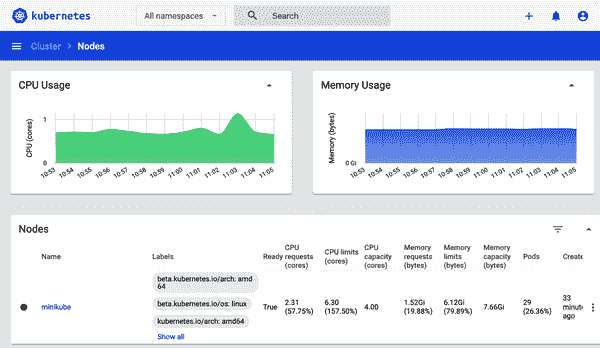 kubernetes
All namespaces
Search
Cluster > Nodes
CPU Usage
CPU (cores)
1
0
10:53 10:54 10:55 10:56 10:57 10:58 10:59 11:00 11:01 11:02 11:03 11:04 11:05
Memory Usage
Memory (bytes)
0 Gi
10:53 10:54 10:55 10:56 10:57 10:58 10:59 11:00 11:01 11:02 11:03 11:04 11:05
Nodes
Name
Labels
Ready
CPU requests (cores)
CPU limits (cores)
CPU capacity (cores)
Memory requests (bytes)
Memory limits (bytes)
Memory capacity (bytes)
Pods
Create
minikube
beta.kubernetes.io/arch: amd
64
beta.kubernetes.io/os: linux
kubernetes.io/arch: amd64
Show all
True
2.31
(57.75%)
6.30
(157.50%)
4.00
1.52Gi
(19.88%)
6.12Gi
(79.89%)
7.66Gi
29
(26.36%)
33
minut
ago